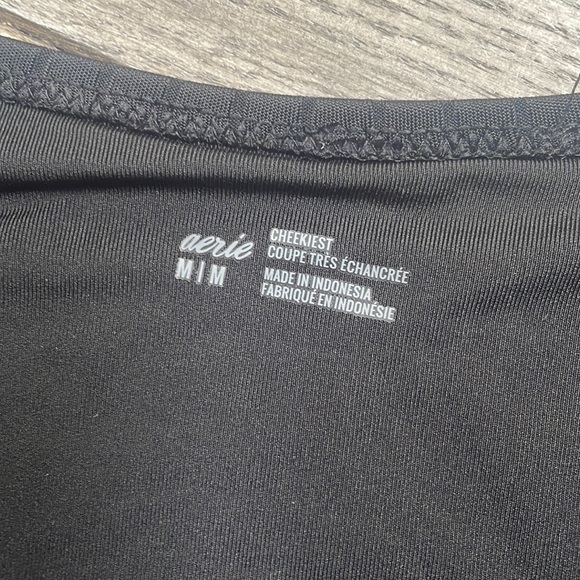 aerie
M | M
CHEEKIEST
COUPE TRÈS ÉCHANCRÉE
MADE IN INDONESIA
FABRIQUÉ EN INDONÉSIE